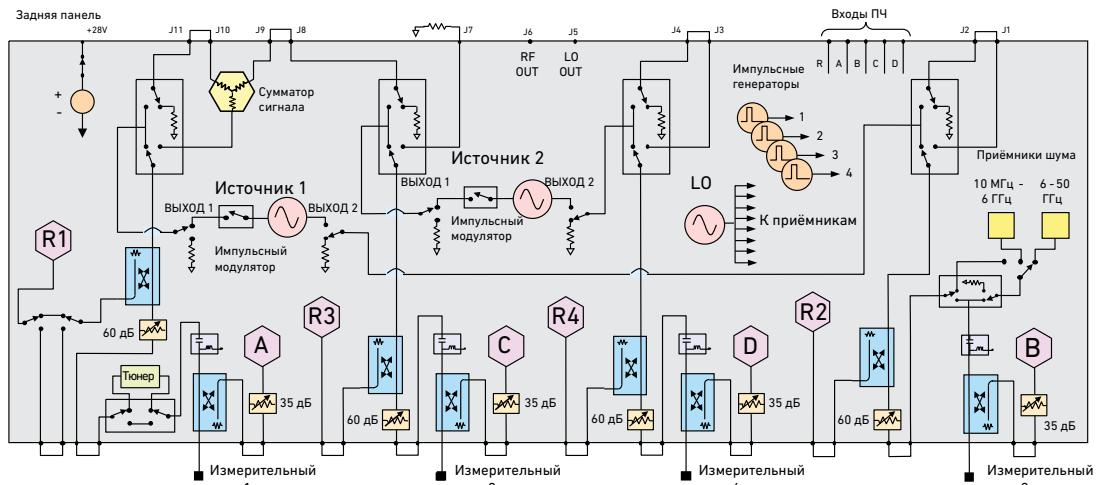 Задняя панель
+28V
J11
J10
J9
J8
J7
J6
J5
J4
J3
Входы ПЧ
J2
J1
RF
OUT
LO
OUT
R
A
B
C
D
+
-
Сумматор
сигнала
Импульсные
генераторы
1
2
3
4
Приёмники шума
10 МГц -
6 ГГц
6 - 50
ГГц
Источник 1
ВЫХОД 1
ВЫХОД 2
Импульсный
модулятор
Источник 2
ВЫХОД 1
ВЫХОД 2
Импульсный
модулятор
LO
К приёмникам
R1
R3
R4
R2
60 дБ
A
C
D
B
Тюнер
35 дБ
60 дБ
35 дБ
60 дБ
35 дБ
60 дБ
35 дБ
Измерительный
Измерительный
Измерительный
Измерительный